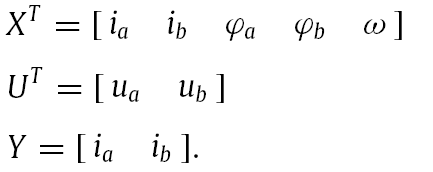 X^T = [ i_a i_b φ_a φ_b ω ]
U^T = [ u_a u_b ]
Y = [ i_a i_b ].